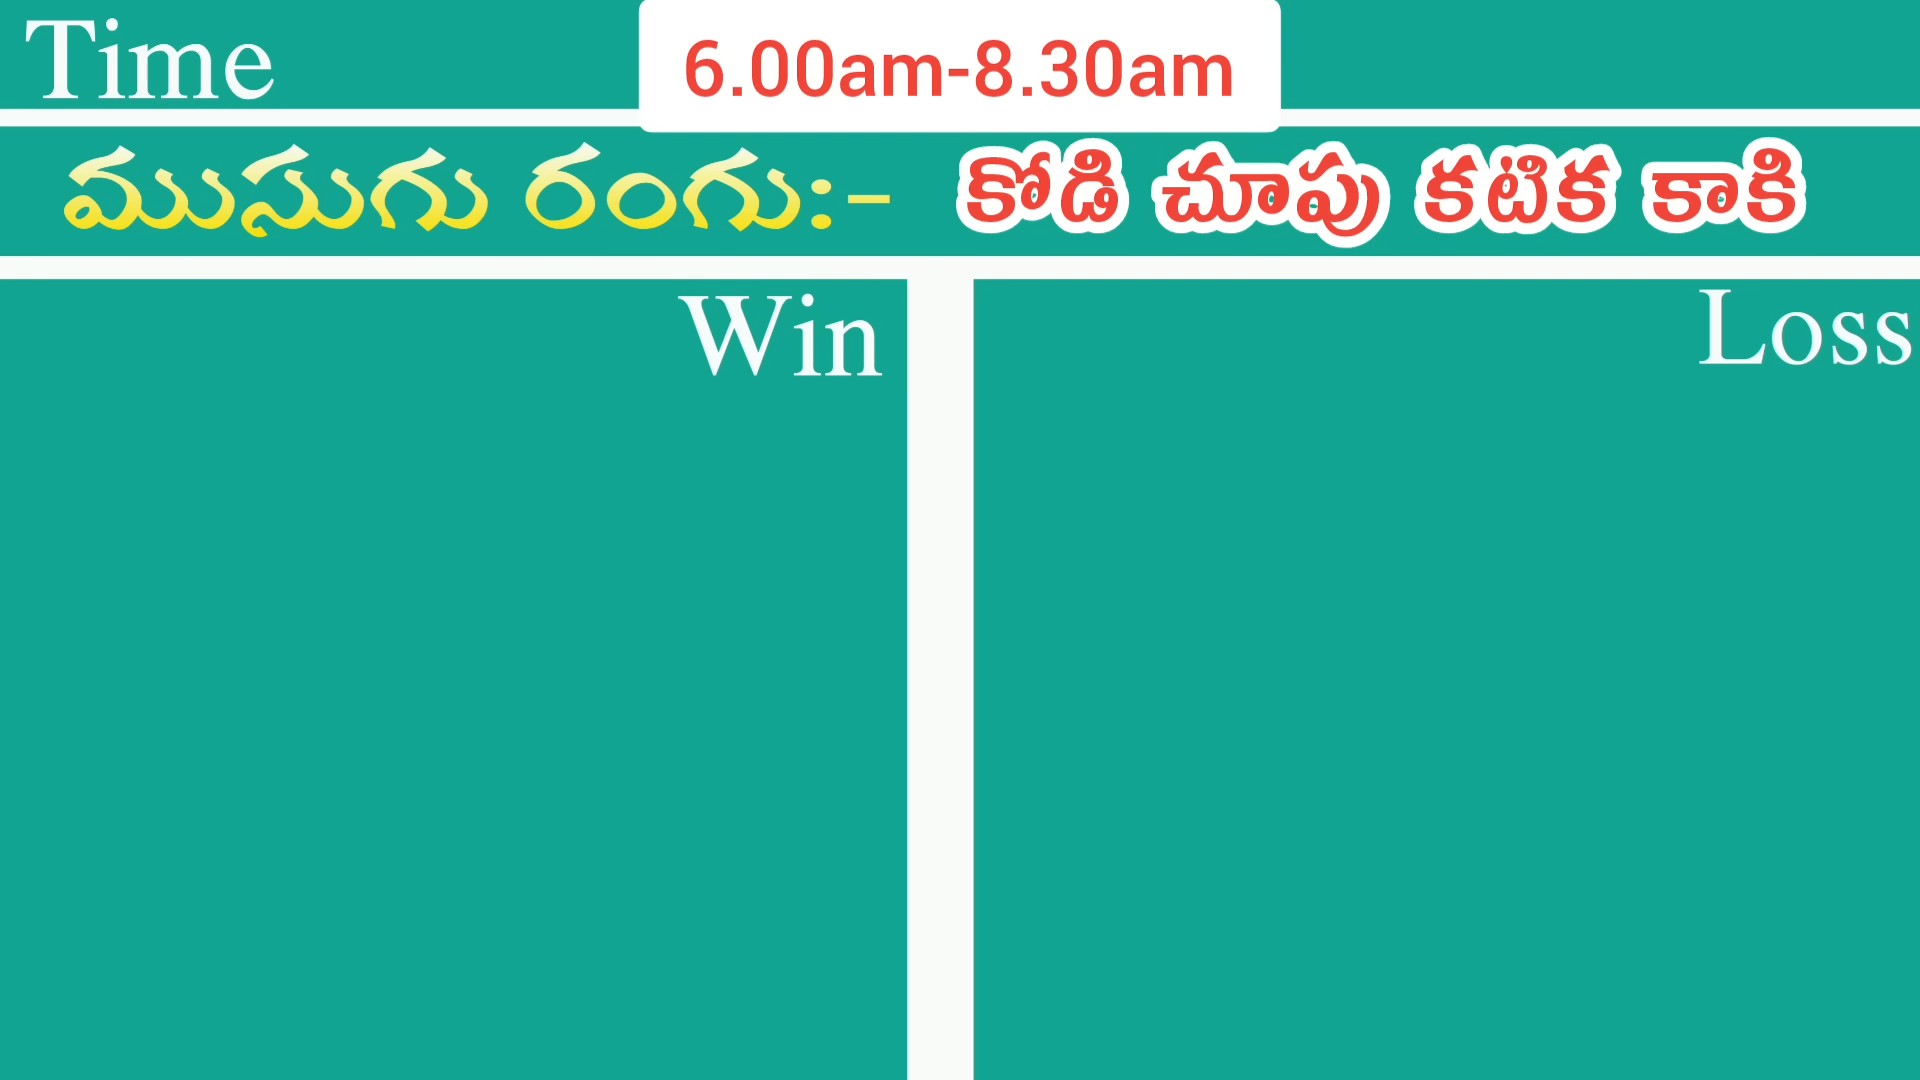 Time 6.00am-8.30am
ముసుగు రంగు:- కోడి చూపు కటిక కాకి
Win Loss